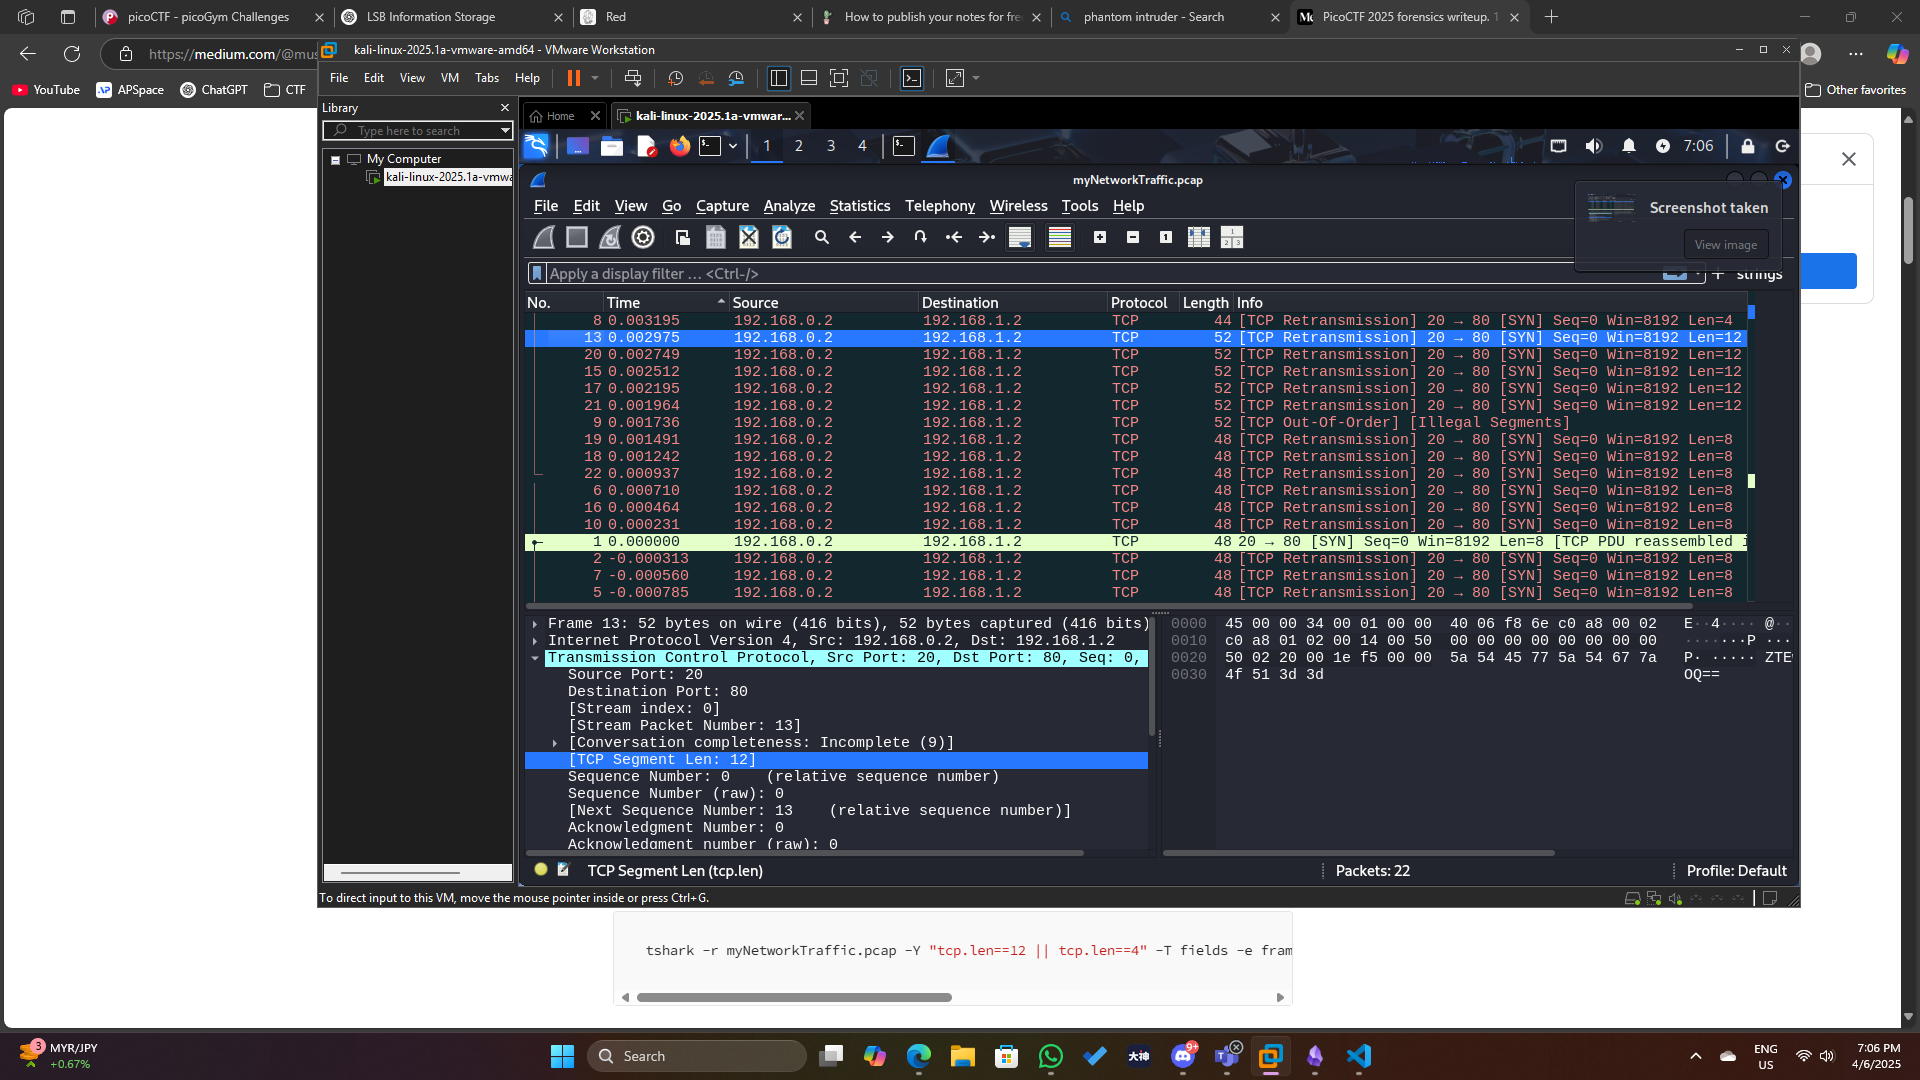 picoCTF - picoGym Challenges
LSB Information Storage
Red
How to publish your notes for fre
phantom intruder - Search
PicoCTF 2025 forensics writeup. 1
https://medium.com/@mus
YouTube
APSpace
ChatGPT
CTF
Other favorites
kali-linux-2025.1a-vmware-amd64 - VMware Workstation
File Edit View VM Tabs Help
Library
Type here to search
My Computer
kali-linux-2025.1a-vmwa
Home
kali-linux-2025.1a-vmwar...
1 2 3 4
7:06
myNetworkTraffic.pcap
File Edit View Go Capture Analyze Statistics Telephony Wireless Tools Help
Screenshot taken
View image
Apply a display filter … <Ctrl-/>
strings
No. Time Source Destination Protocol Length Info
8 0.003195 192.168.0.2 192.168.1.2 TCP 44 [TCP Retransmission] 20 → 80 [SYN] Seq=0 Win=8192 Len=4
13 0.002975 192.168.0.2 192.168.1.2 TCP 52 [TCP Retransmission] 20 → 80 [SYN] Seq=0 Win=8192 Len=12
20 0.002749 192.168.0.2 192.168.1.2 TCP 52 [TCP Retransmission] 20 → 80 [SYN] Seq=0 Win=8192 Len=12
15 0.002512 192.168.0.2 192.168.1.2 TCP 52 [TCP Retransmission] 20 → 80 [SYN] Seq=0 Win=8192 Len=12
17 0.002195 192.168.0.2 192.168.1.2 TCP 52 [TCP Retransmission] 20 → 80 [SYN] Seq=0 Win=8192 Len=12
21 0.001964 192.168.0.2 192.168.1.2 TCP 52 [TCP Retransmission] 20 → 80 [SYN] Seq=0 Win=8192 Len=12
9 0.001736 192.168.0.2 192.168.1.2 TCP 52 [TCP Out-Of-Order] [Illegal Segments]
19 0.001491 192.168.0.2 192.168.1.2 TCP 48 [TCP Retransmission] 20 → 80 [SYN] Seq=0 Win=8192 Len=8
18 0.001242 192.168.0.2 192.168.1.2 TCP 48 [TCP Retransmission] 20 → 80 [SYN] Seq=0 Win=8192 Len=8
22 0.000937 192.168.0.2 192.168.1.2 TCP 48 [TCP Retransmission] 20 → 80 [SYN] Seq=0 Win=8192 Len=8
6 0.000710 192.168.0.2 192.168.1.2 TCP 48 [TCP Retransmission] 20 → 80 [SYN] Seq=0 Win=8192 Len=8
16 0.000464 192.168.0.2 192.168.1.2 TCP 48 [TCP Retransmission] 20 → 80 [SYN] Seq=0 Win=8192 Len=8
10 0.000231 192.168.0.2 192.168.1.2 TCP 48 [TCP Retransmission] 20 → 80 [SYN] Seq=0 Win=8192 Len=8
1 0.000000 192.168.0.2 192.168.1.2 TCP 48 20 → 80 [SYN] Seq=0 Win=8192 Len=8 [TCP PDU reassembled i
2 -0.000313 192.168.0.2 192.168.1.2 TCP 48 [TCP Retransmission] 20 → 80 [SYN] Seq=0 Win=8192 Len=8
7 -0.000560 192.168.0.2 192.168.1.2 TCP 48 [TCP Retransmission] 20 → 80 [SYN] Seq=0 Win=8192 Len=8
5 -0.000785 192.168.0.2 192.168.1.2 TCP 48 [TCP Retransmission] 20 → 80 [SYN] Seq=0 Win=8192 Len=8
Frame 13: 52 bytes on wire (416 bits), 52 bytes captured (416 bits)
Internet Protocol Version 4, Src: 192.168.0.2, Dst: 192.168.1.2
Transmission Control Protocol, Src Port: 20, Dst Port: 80, Seq: 0,
Source Port: 20
Destination Port: 80
[Stream index: 0]
[Stream Packet Number: 13]
[Conversation completeness: Incomplete (9)]
[TCP Segment Len: 12]
Sequence Number: 0 (relative sequence number)
Sequence Number (raw): 0
[Next Sequence Number: 13 (relative sequence number)]
Acknowledgment Number: 0
Acknowledgment number (raw): 0
0000 45 00 00 34 00 01 00 00 40 06 f8 6e c0 a8 00 02 E··4···· @··
0010 c0 a8 01 02 00 14 00 50 00 00 00 00 00 00 00 00 ·······P ···
0020 50 02 20 00 1e f5 00 00 5a 54 45 77 5a 54 67 7a P· ····· ZTEw
0030 4f 51 3d 3d OQ==
TCP Segment Len (tcp.len)
Packets: 22
Profile: Default
To direct input to this VM, move the mouse pointer inside or press Ctrl+G.
tshark -r myNetworkTraffic.pcap -Y "tcp.len==12 || tcp.len==4" -T fields -e fram
3
MYR/JPY
+0.67%
Search
大神
9+
ENG
US
7:06 PM
4/6/2025